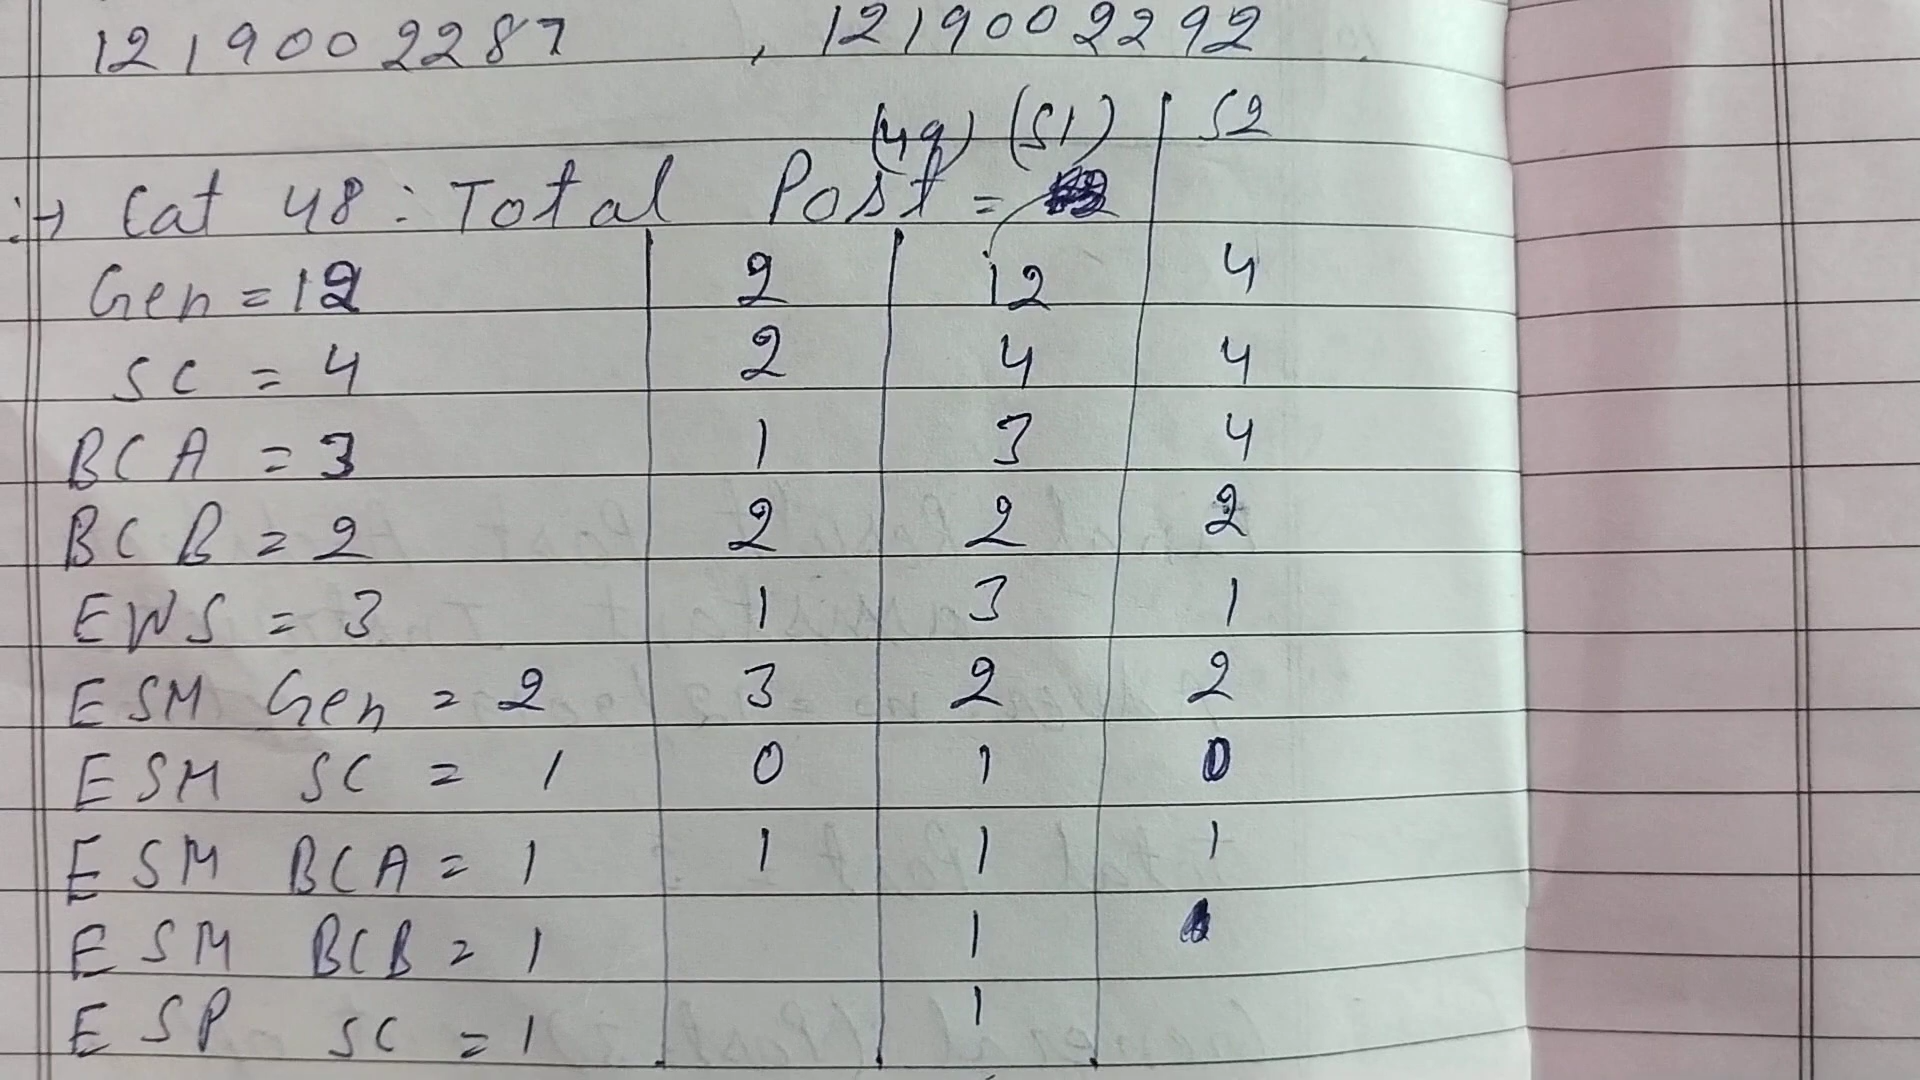 1219002287 , 1219002292
(49) (51) | 52
:→ Cat 48 : Total Post =
Gen = 12 2 12 4
SC = 4 2 4 4
BCA = 3 1 3 4
BCB = 2 2 2 2
EWS = 3 1 3 1
ESM Gen = 2 3 2 2
ESM SC = 1 0 1 0
ESM BCA = 1 1 1 1
ESM BCB = 1 1
ESP SC = 1 1